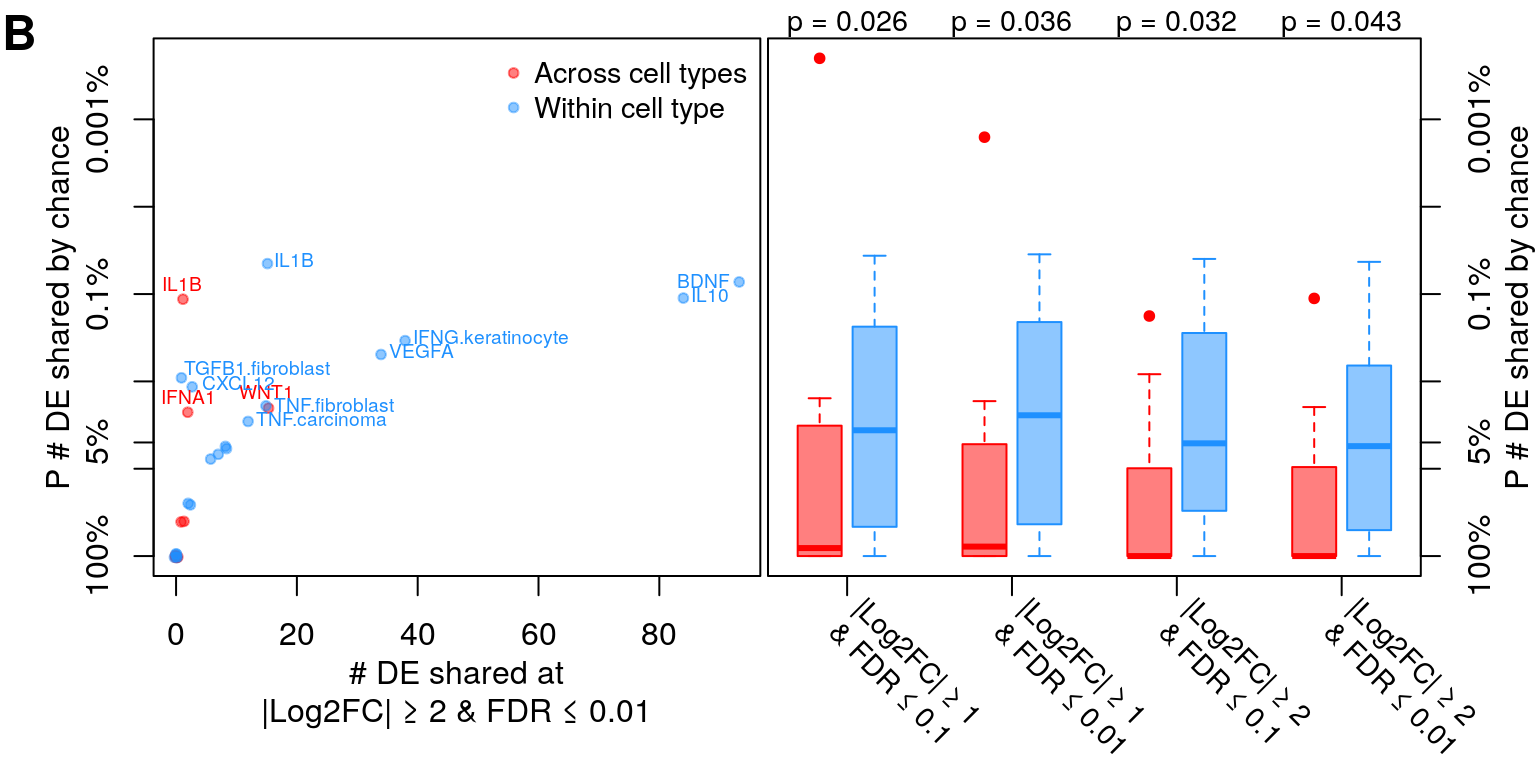 B
p = 0.026
p = 0.036
p = 0.032
p = 0.043
Across cell types
Within cell type
P # DE shared by chance
0.001%
0.1%
5%
100%
IL1B
IL1B
BDNF
IL10
IFNG.keratinocyte
VEGFA
TGFB1.fibroblast
CXCL12
IFNA1
WNT1
TNF.fibroblast
TNF.carcinoma
0
20
40
60
80
# DE shared at
|Log2FC| ≥ 2 & FDR ≤ 0.01
0.001%
0.1%
5%
100%
P # DE shared by chance
|Log2FC| ≥ 1
& FDR ≤ 0.1
|Log2FC| ≥ 1
& FDR ≤ 0.01
|Log2FC| ≥ 2
& FDR ≤ 0.1
|Log2FC| ≥ 2
& FDR ≤ 0.01